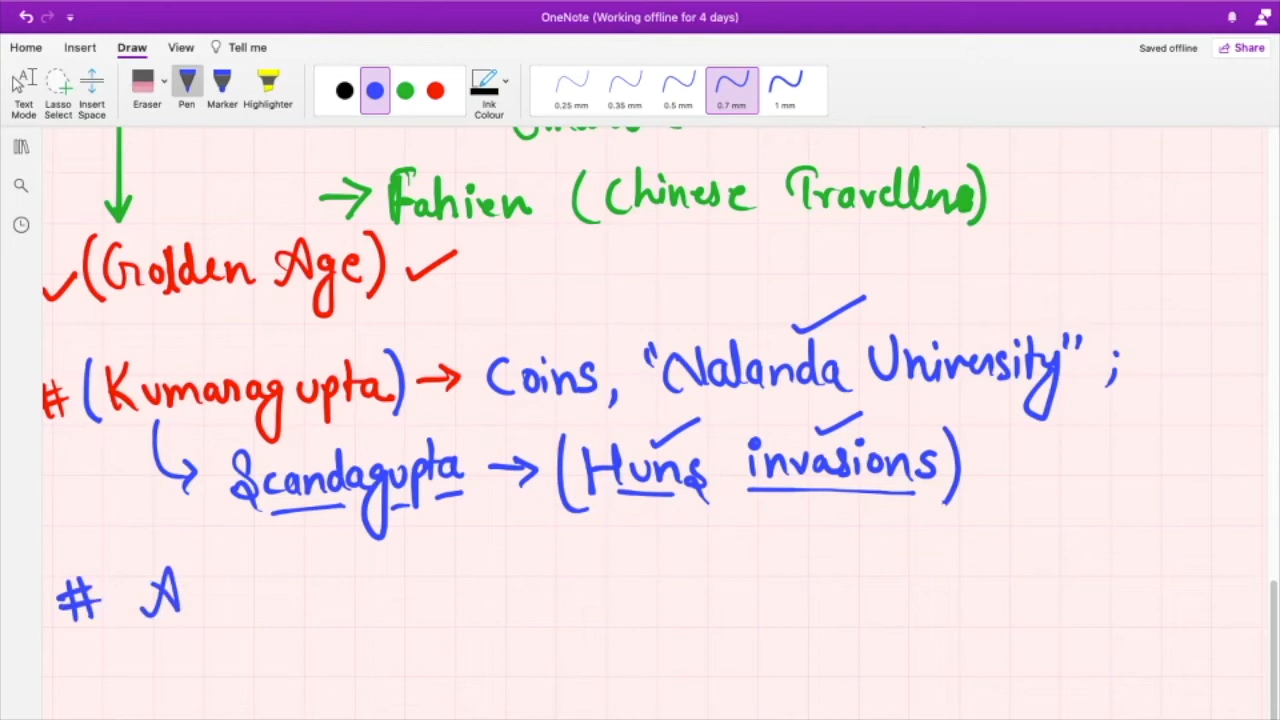 OneNote (Working offline for 4 days)
Home Insert Draw View Tell me Saved offline Share
Text Mode Lasso Select Insert Space Eraser Pen Marker Highlighter Ink Colour 0.25 mm 0.35 mm 0.5 mm 0.7 mm 1 mm
→ Fahien (Chinese Travellers)
(Golden Age)
# (Kumaragupta) → Coins, "Nalanda University" ;
Scandagupta → (Huns invasions)
# A